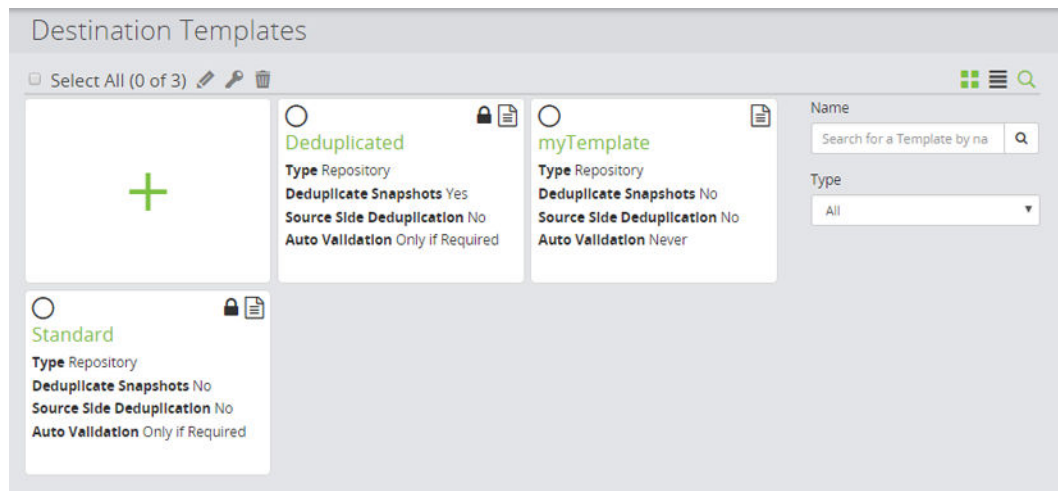 Destination Templates
Select All (0 of 3)
Deduplicated
Type Repository
Deduplicate Snapshots Yes
Source Side Deduplication No
Auto Validation Only if Required
myTemplate
Type Repository
Deduplicate Snapshots No
Source Side Deduplication No
Auto Validation Never
Name
Search for a Template by na
Type
All
Standard
Type Repository
Deduplicate Snapshots No
Source Side Deduplication No
Auto Validation Only if Required